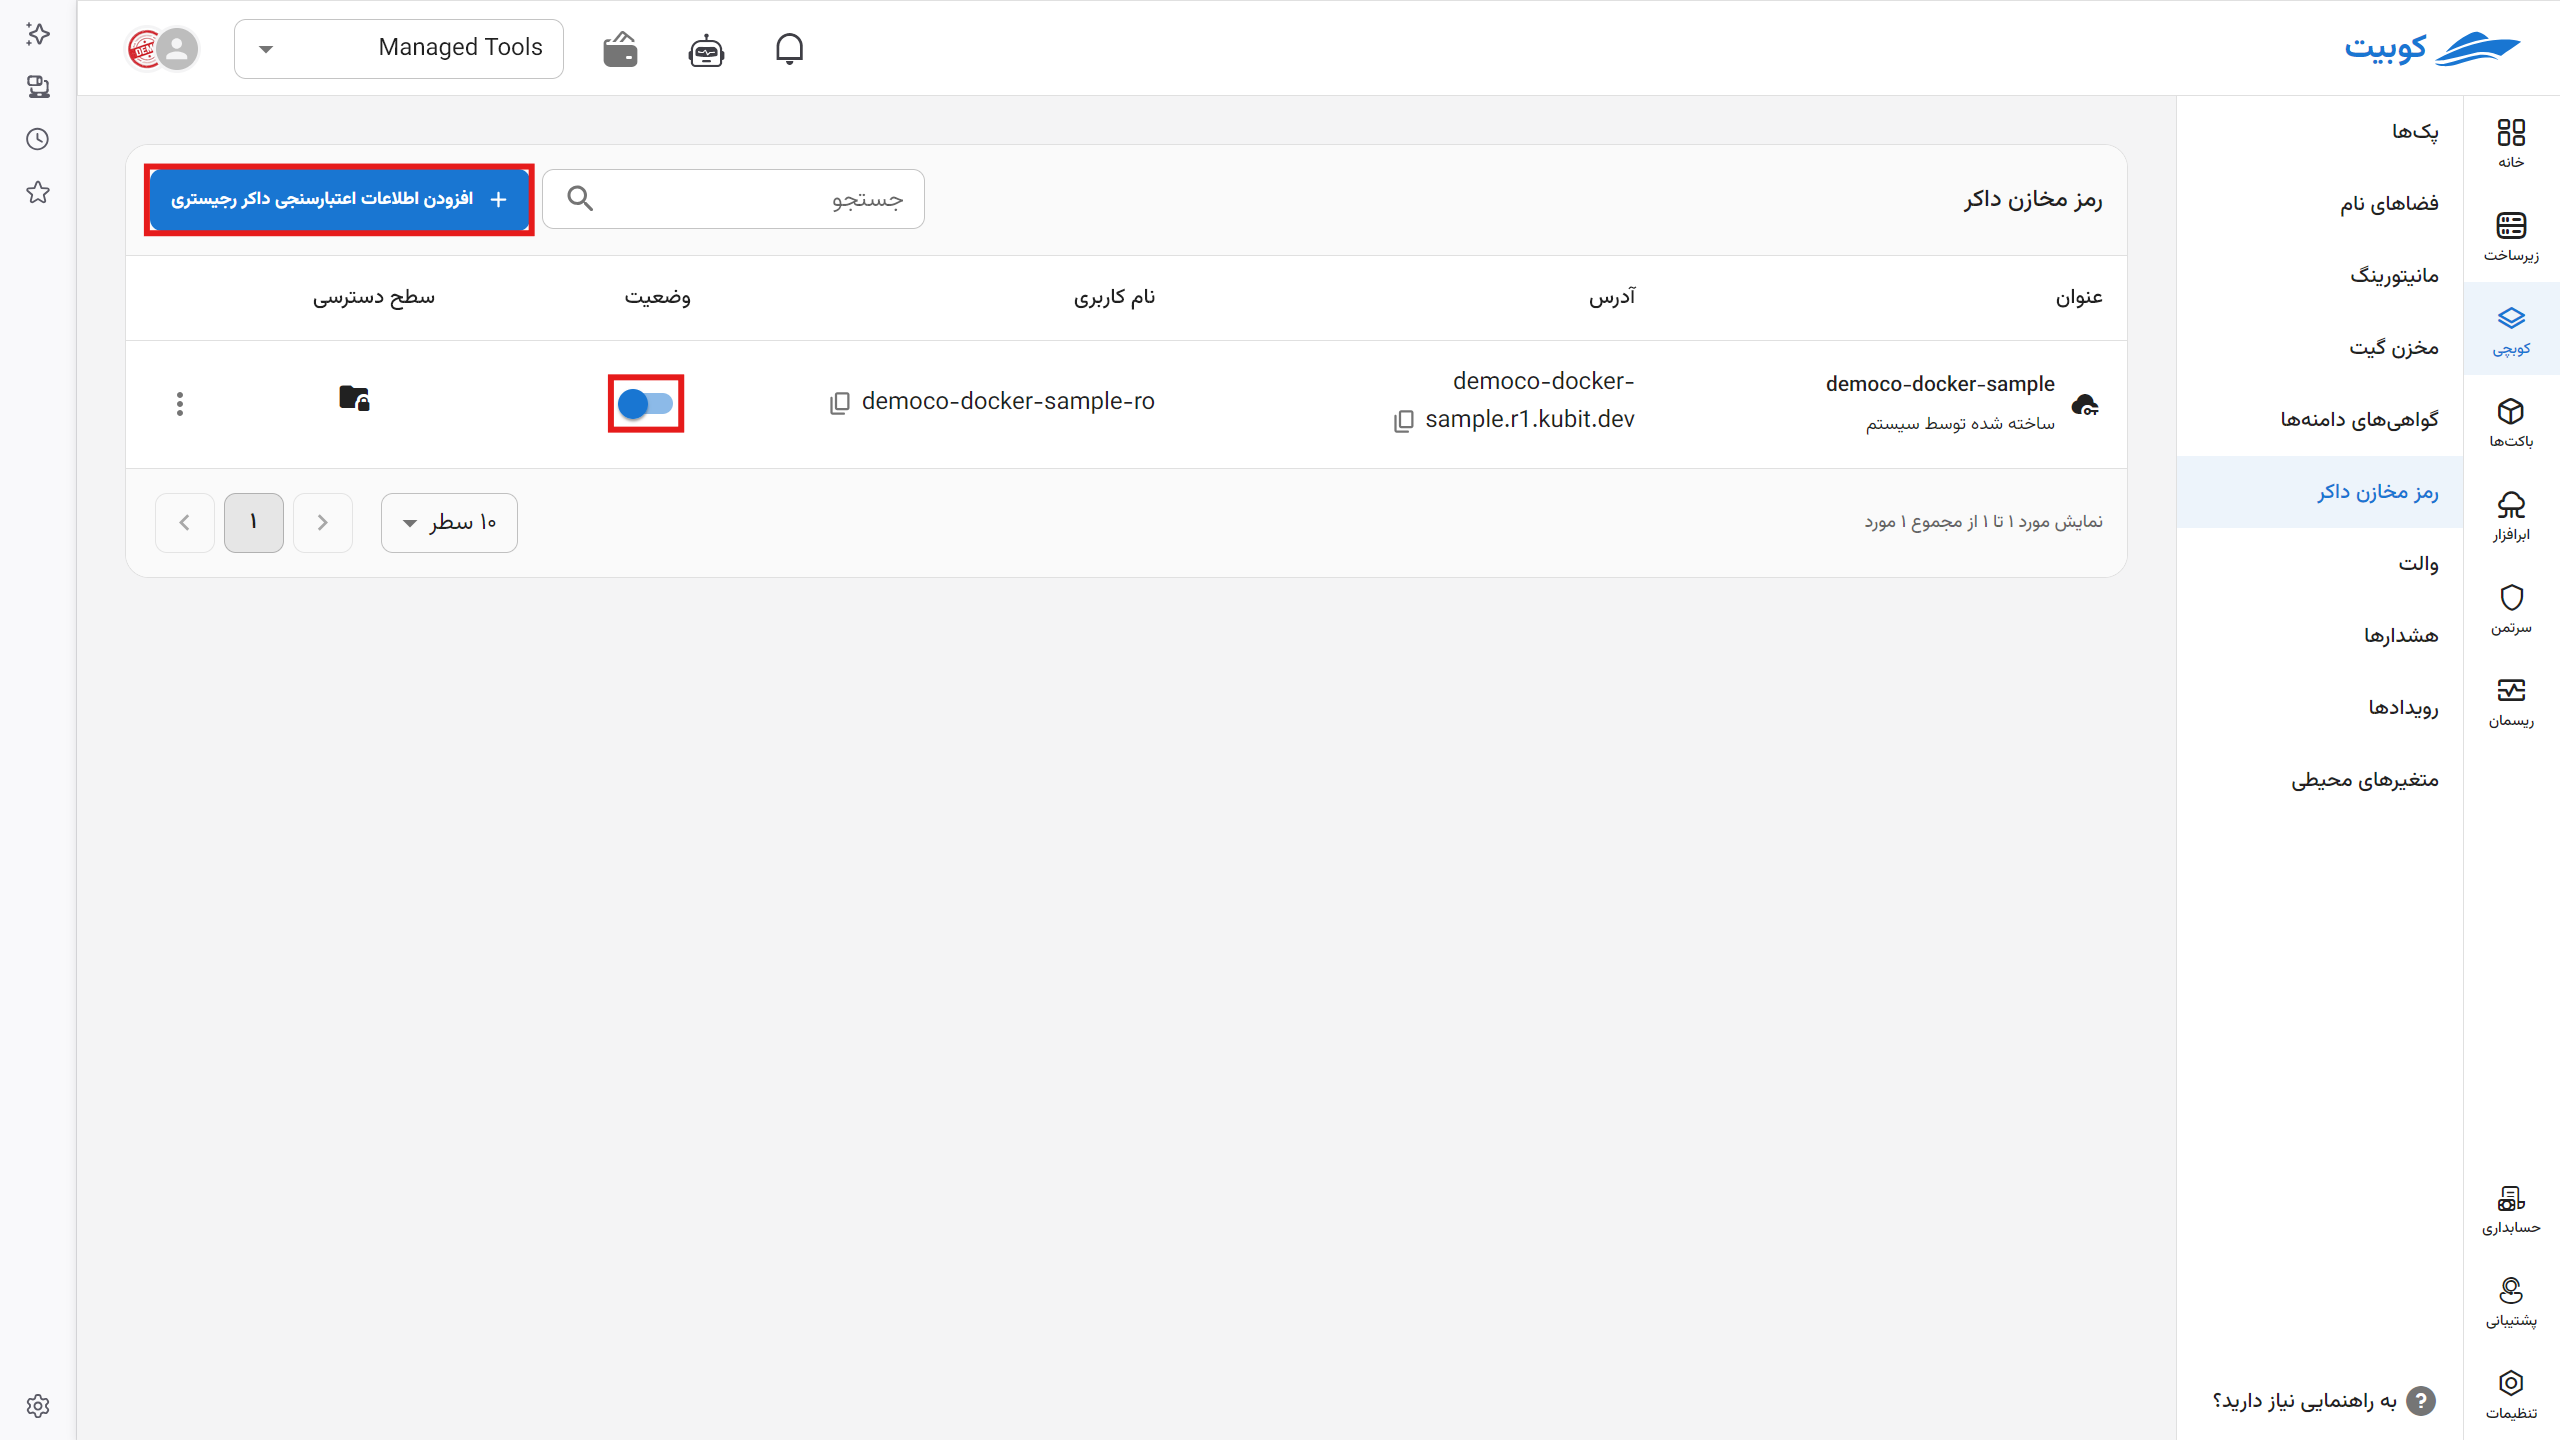 کوبیت
Managed Tools
خانه
زیرساخت
کوبچی
باکت‌ها
ابرافزار
سرتمن
ریسمان
حسابداری
پشتیبانی
تنظیمات
پک‌ها
فضاهای نام
مانیتورینگ
مخزن گیت
گواهی‌های دامنه‌ها
رمز مخازن داکر
والت
هشدارها
رویدادها
متغیرهای محیطی
به راهنمایی نیاز دارید؟
رمز مخازن داکر
جستجو
افزودن اطلاعات اعتبارسنجی داکر رجیستری
عنوان آدرس نام کاربری وضعیت سطح دسترسی
democo-docker-sample
ساخته شده توسط سیستم
democo-docker-
sample.r1.kubit.dev
democo-docker-sample-ro
نمایش مورد ۱ تا ۱ از مجموع ۱ مورد
۱۰ سطر
۱